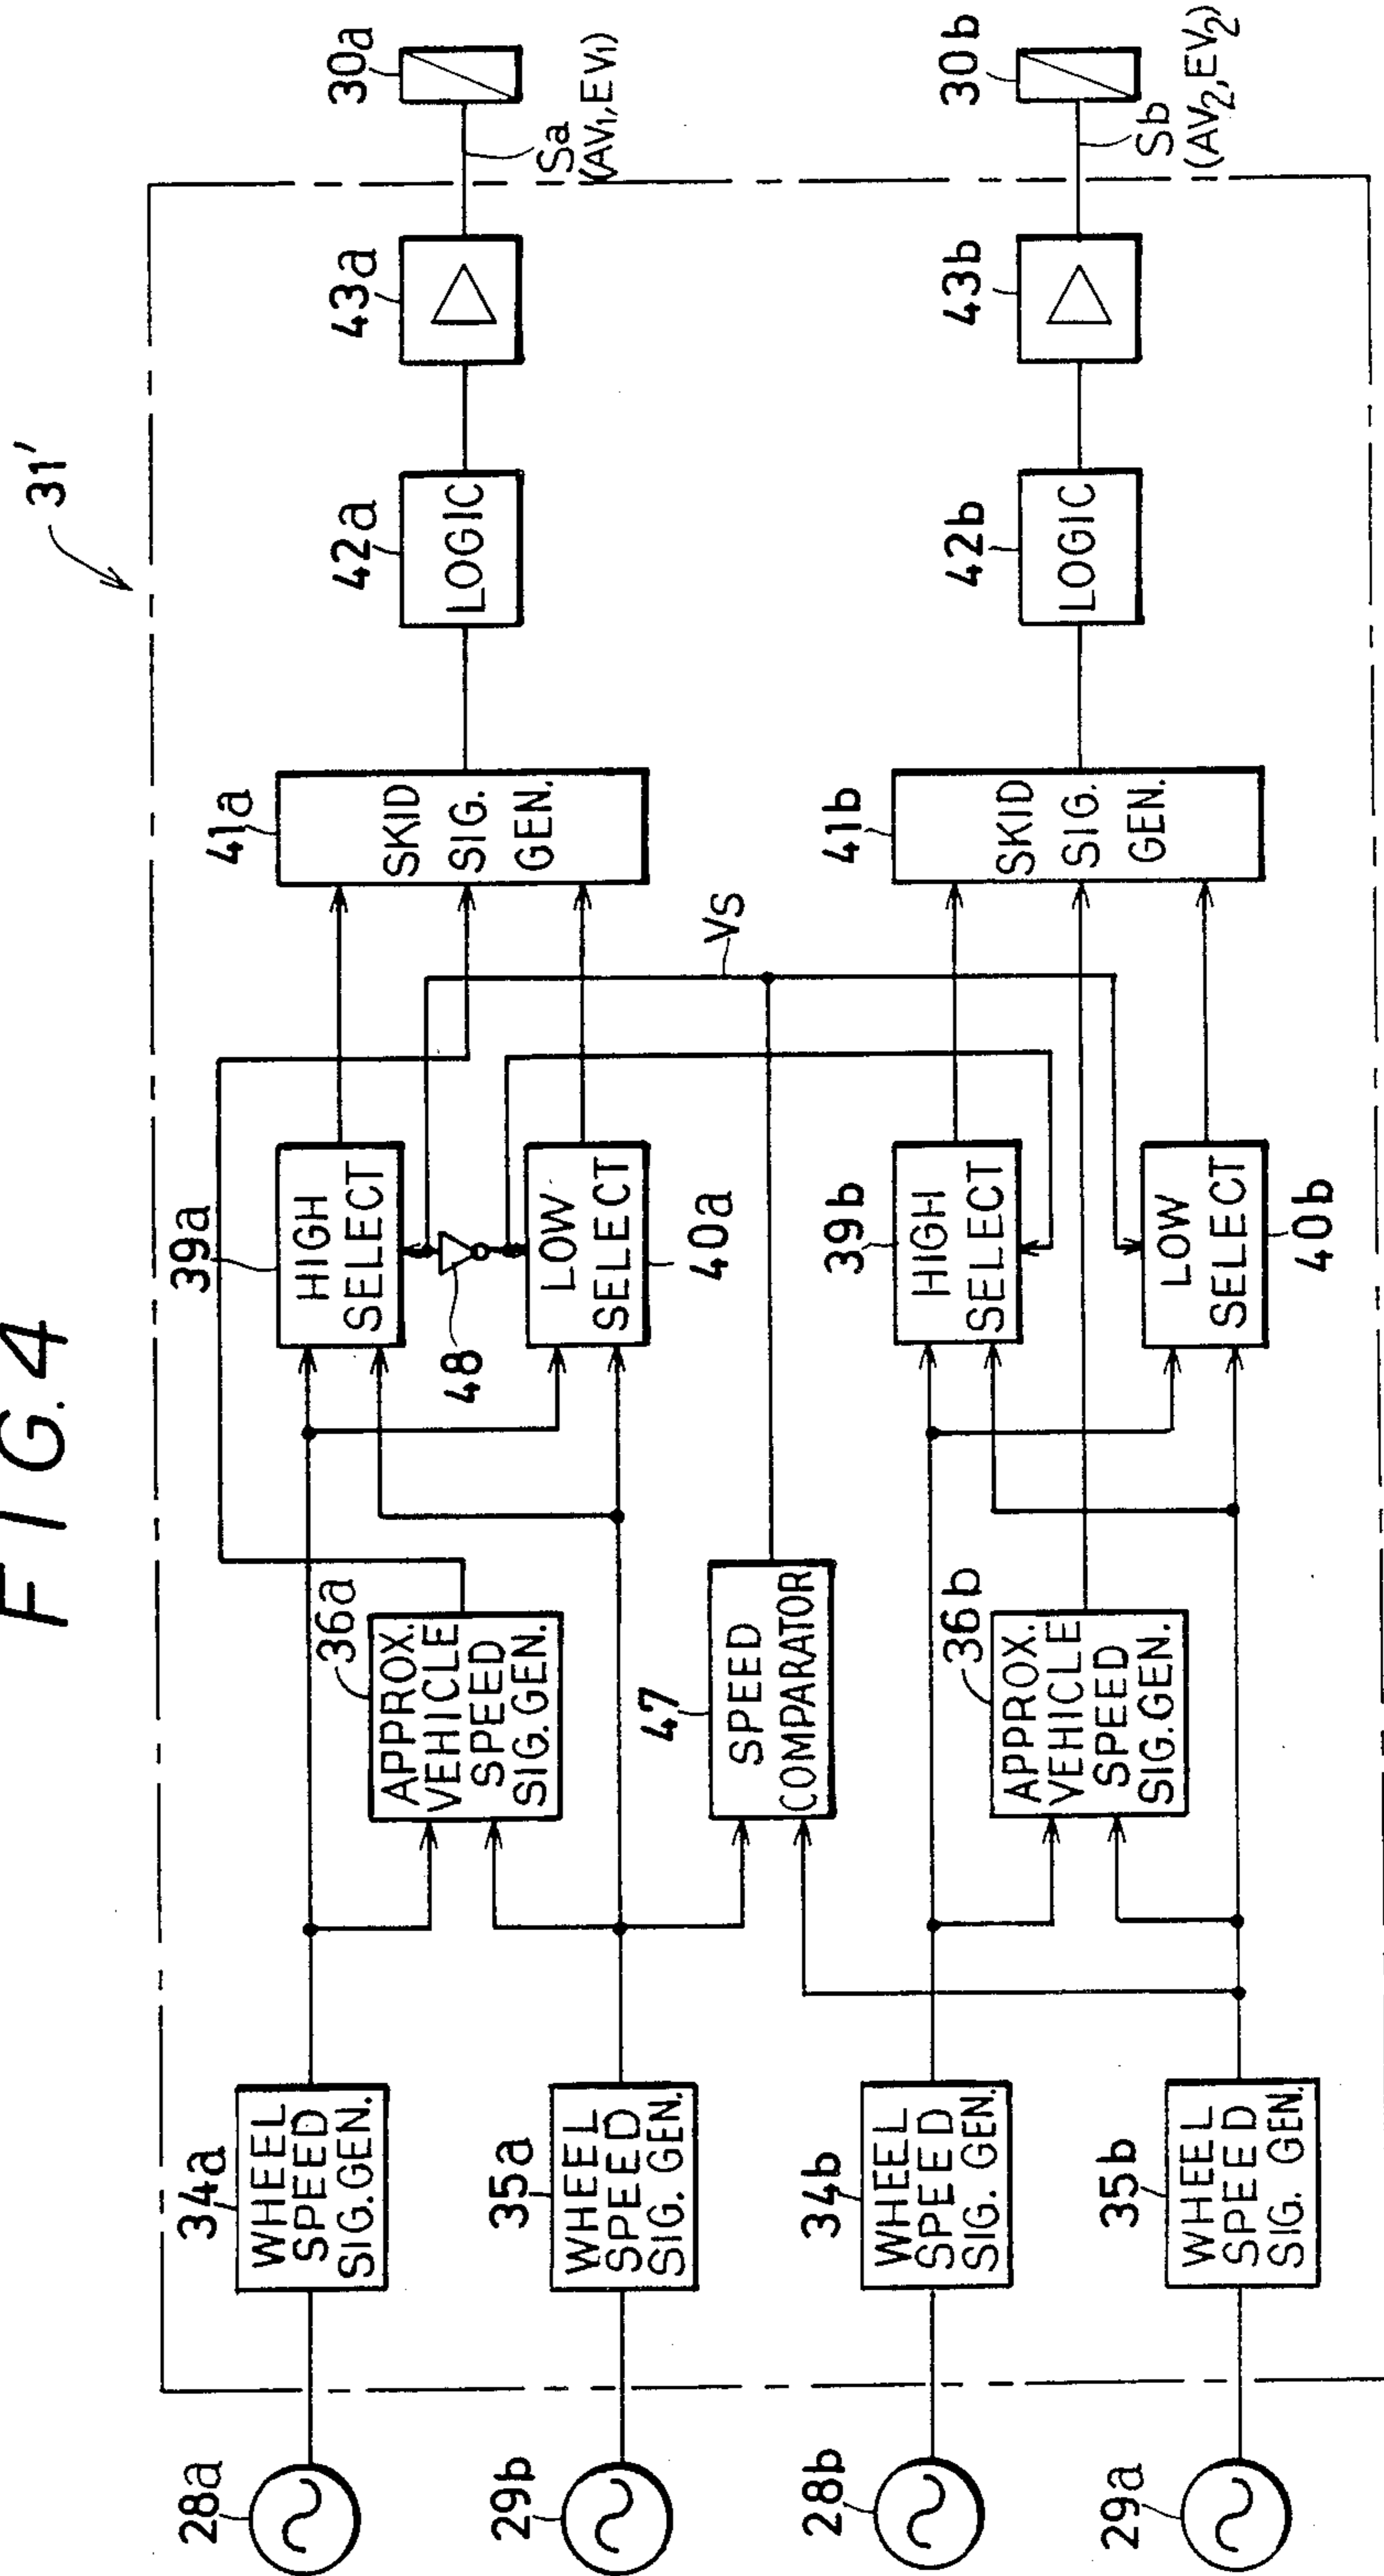 FIG.4
31'
28a
34a
WHEEL
SPEED
SIG.GEN.
36a
APPROX.
VEHICLE
SPEED
SIG.GEN.
39a
HIGH
SELECT
48
41a
SKID
SIG.
GEN.
42a
LOGIC
43a
30a
Sa
(AV1,EV1)
29b
35a
WHEEL
SPEED
SIG. GEN.
LOW
SELECT
40a
47
SPEED
COMPARATOR
VS
28b
34b
WHEEL
SPEED
SIG. GEN.
36b
APPROX.
VEHICLE
SPEED
SIG.GEN.
39b
HIGH
SELECT
41b
SKID
SIG.
GEN.
42b
LOGIC
43b
30b
Sb
(AV2,EV2)
29a
35b
WHEEL
SPEED
SIG. GEN.
LOW
SELECT
40b